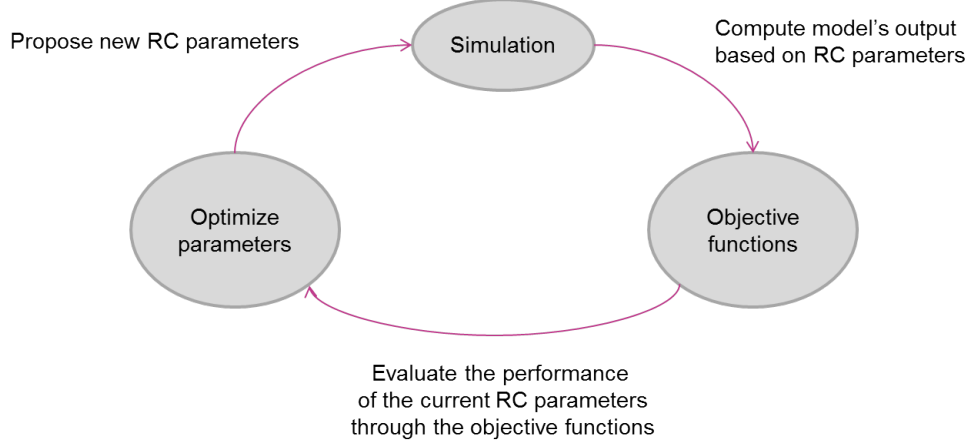 Propose new RC parameters
Simulation
Compute model's output
based on RC parameters
Optimize
parameters
Objective
functions
Evaluate the performance
of the current RC parameters
through the objective functions